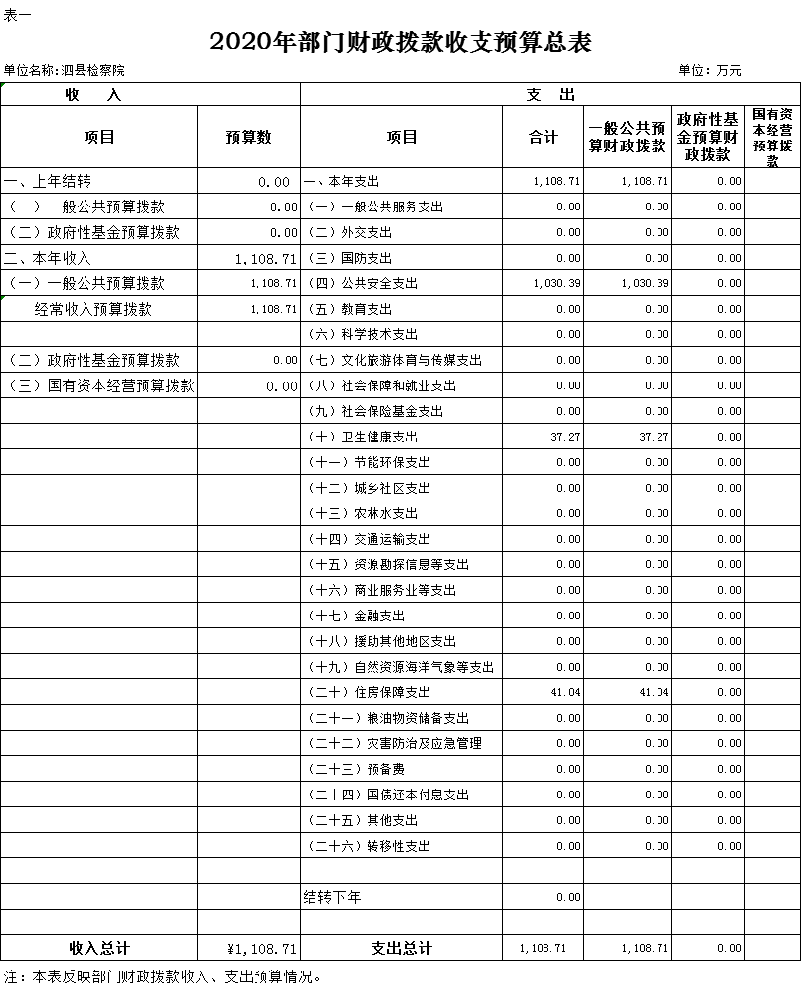 表一
2020年部门财政拨款收支预算总表
单位名称:泗县检察院 单位：万元
收 入 支 出
项目 预算数 项目 合计 一般公共预算财政拨款 政府性基金预算财政拨款 国有资本经营预算拨款
一、上年结转 0.00 一、本年支出 1,108.71 1,108.71 0.00
（一）一般公共预算拨款 0.00 （一）一般公共服务支出 0.00 0.00 0.00
（二）政府性基金预算拨款 0.00 （二）外交支出 0.00 0.00 0.00
二、本年收入 1,108.71 （三）国防支出 0.00 0.00 0.00
（一）一般公共预算拨款 1,108.71 （四）公共安全支出 1,030.39 1,030.39 0.00
经常收入预算拨款 1,108.71 （五）教育支出 0.00 0.00 0.00
（六）科学技术支出 0.00 0.00 0.00
（二）政府性基金预算拨款 0.00 （七）文化旅游体育与传媒支出 0.00 0.00 0.00
（三）国有资本经营预算拨款 0.00 （八）社会保障和就业支出 0.00 0.00 0.00
（九）社会保险基金支出 0.00 0.00 0.00
（十）卫生健康支出 37.27 37.27 0.00
（十一）节能环保支出 0.00 0.00 0.00
（十二）城乡社区支出 0.00 0.00 0.00
（十三）农林水支出 0.00 0.00 0.00
（十四）交通运输支出 0.00 0.00 0.00
（十五）资源勘探信息等支出 0.00 0.00 0.00
（十六）商业服务业等支出 0.00 0.00 0.00
（十七）金融支出 0.00 0.00 0.00
（十八）援助其他地区支出 0.00 0.00 0.00
（十九）自然资源海洋气象等支出 0.00 0.00 0.00
（二十）住房保障支出 41.04 41.04 0.00
（二十一）粮油物资储备支出 0.00 0.00 0.00
（二十二）灾害防治及应急管理 0.00 0.00 0.00
（二十三）预备费 0.00 0.00 0.00
（二十四）国债还本付息支出 0.00 0.00 0.00
（二十五）其他支出 0.00 0.00 0.00
（二十六）转移性支出 0.00 0.00 0.00
结转下年 0.00
收入总计 ¥1,108.71 支出总计 1,108.71 1,108.71 0.00
注：本表反映部门财政拨款收入、支出预算情况。